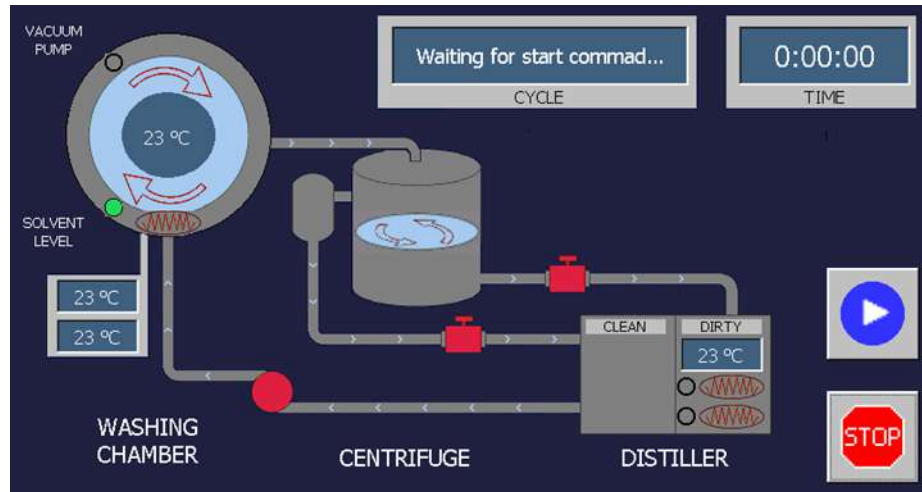 VACUUM
PUMP
Waiting for start commad...
CYCLE
0:00:00
TIME
23 ºC
SOLVENT
LEVEL
23 ºC
23 ºC
CLEAN
DIRTY
23 ºC
WASHING
CHAMBER
CENTRIFUGE
DISTILLER
STOP